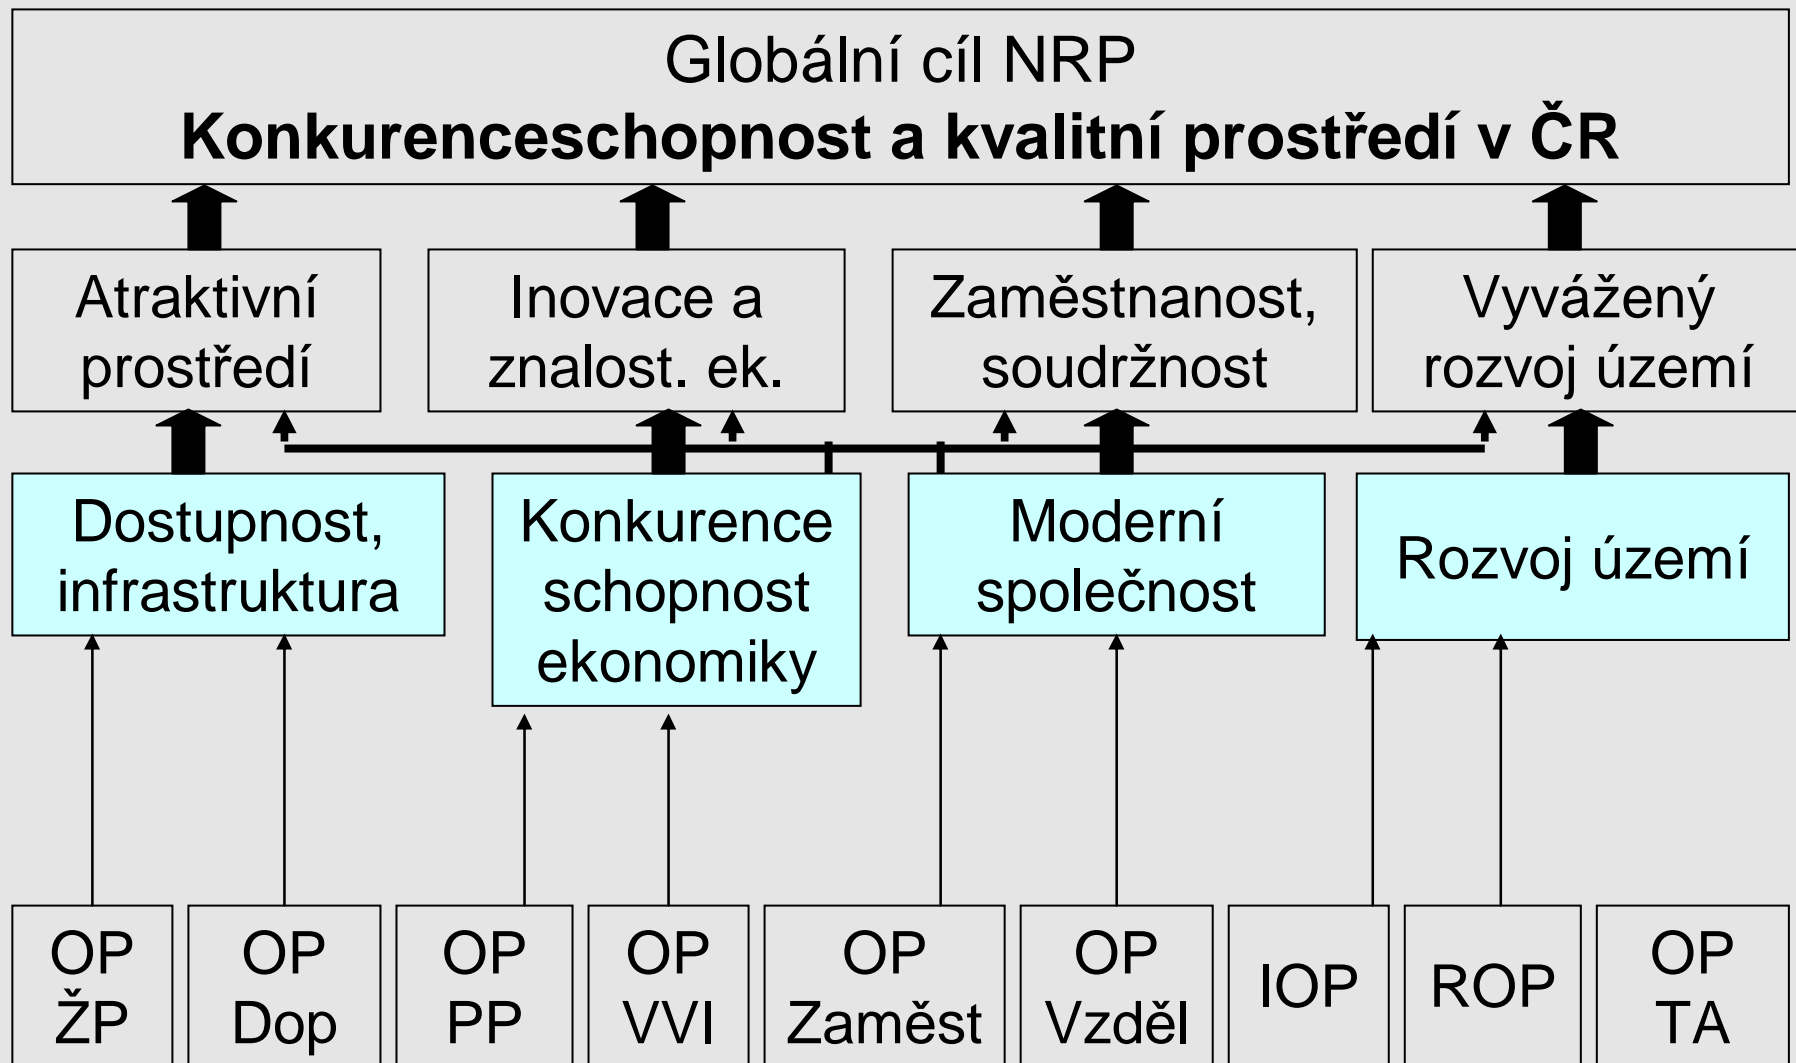 Globální cíl NRP
Konkurenceschopnost a kvalitní prostředí v ČR
Atraktivní
prostředí
Inovace a
znalost. ek.
Zaměstnanost,
soudržnost
Vyvážený
rozvoj území
Dostupnost,
infrastruktura
Konkurence
schopnost
ekonomiky
Moderní
společnost
Rozvoj území
OP
ŽP
OP
Dop
OP
PP
OP
VVI
OP
Zaměst
OP
Vzděl
IOP
ROP
OP
TA